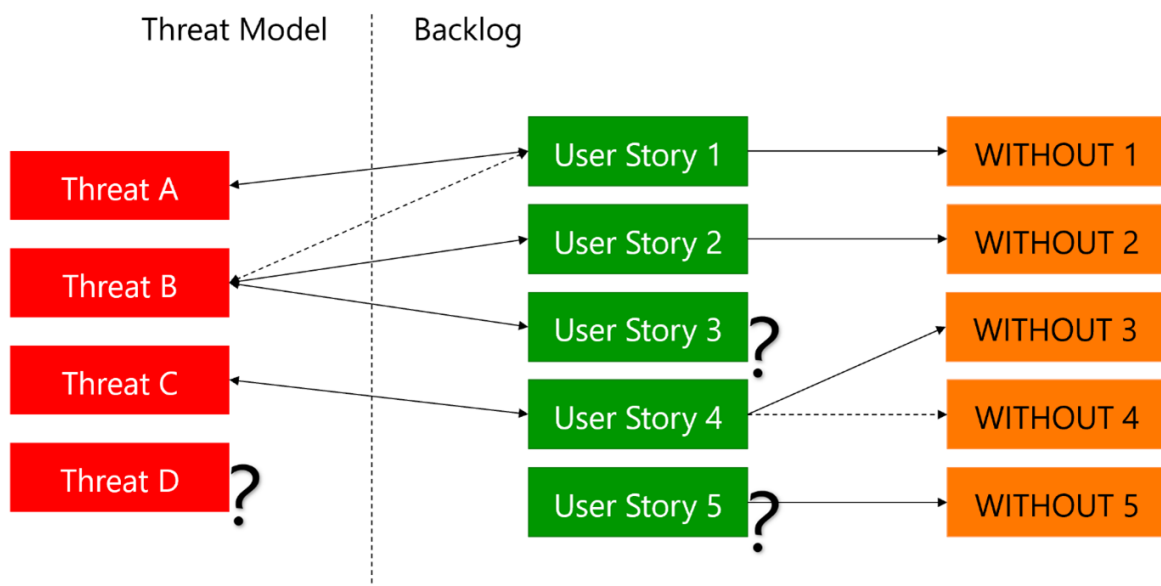 Threat Model
Backlog
Threat A
Threat B
Threat C
Threat D
?
User Story 1
User Story 2
User Story 3
?
User Story 4
User Story 5
?
WITHOUT 1
WITHOUT 2
WITHOUT 3
WITHOUT 4
WITHOUT 5